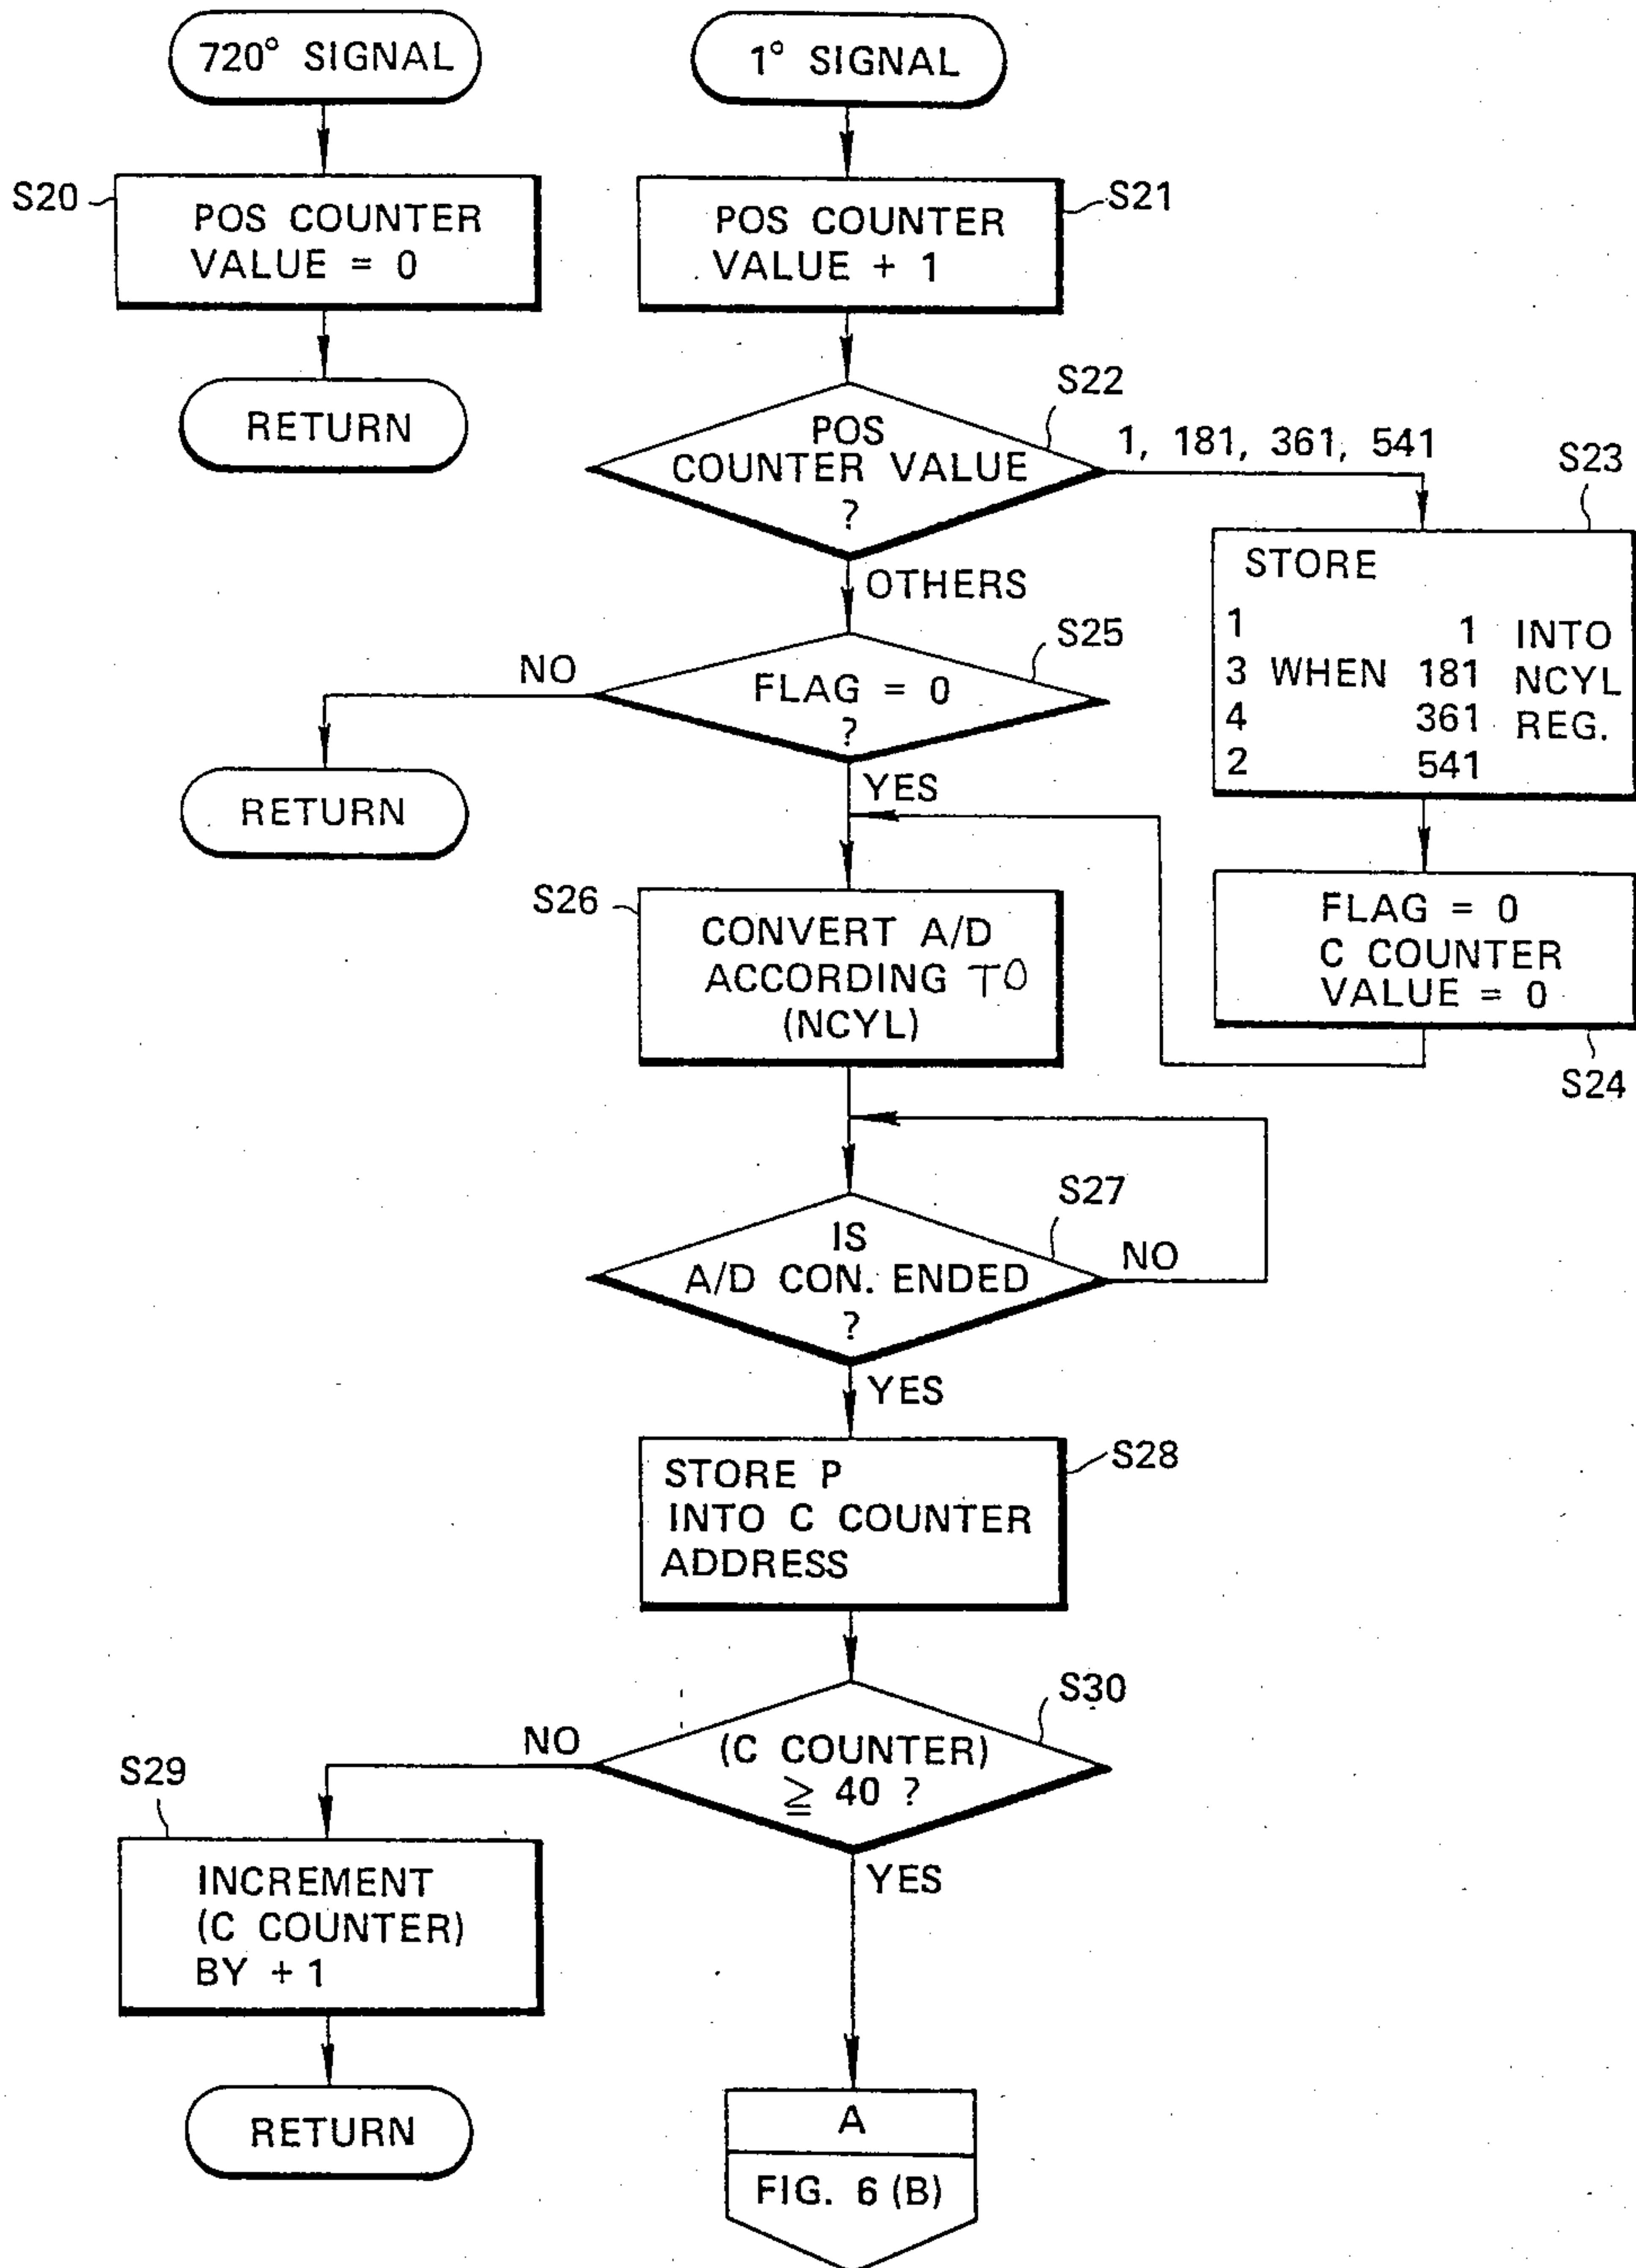 720° SIGNAL
1° SIGNAL
S20
POS COUNTER
VALUE = 0
S21
POS COUNTER
VALUE + 1
RETURN
S22
POS
COUNTER VALUE
?
1, 181, 361, 541
OTHERS
S23
STORE
1 1 INTO
3 WHEN 181 NCYL
4 361 REG.
2 541
S25
FLAG = 0
?
NO
RETURN
YES
S24
FLAG = 0
C COUNTER
VALUE = 0
S26
CONVERT A/D
ACCORDING TO
(NCYL)
S27
IS
A/D CON. ENDED
?
NO
YES
S28
STORE P
INTO C COUNTER
ADDRESS
S30
(C COUNTER)
≧ 40 ?
NO
S29
INCREMENT
(C COUNTER)
BY + 1
RETURN
YES
A
FIG. 6 (B)